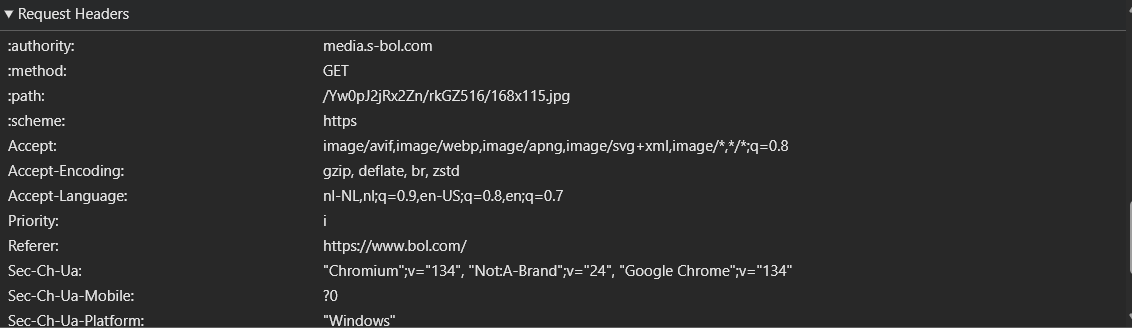 ▼ Request Headers
:authority: media.s-bol.com
:method: GET
:path: /Yw0pJ2jRx2Zn/rkGZ516/168x115.jpg
:scheme: https
Accept: image/avif,image/webp,image/apng,image/svg+xml,image/*,*/*;q=0.8
Accept-Encoding: gzip, deflate, br, zstd
Accept-Language: nl-NL,nl;q=0.9,en-US;q=0.8,en;q=0.7
Priority: i
Referer: https://www.bol.com/
Sec-Ch-Ua: "Chromium";v="134", "Not:A-Brand";v="24", "Google Chrome";v="134"
Sec-Ch-Ua-Mobile: ?0
Sec-Ch-Ua-Platform: "Windows"